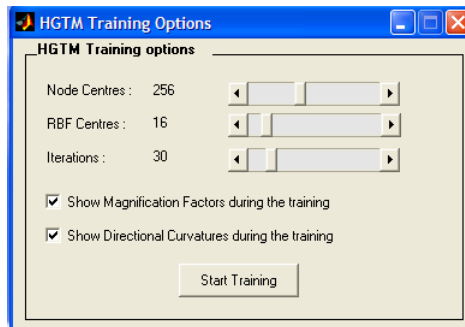 HGTM Training Options
HGTM Training options
Node Centres : 256
RBF Centres : 16
Iterations : 30
Show Magnification Factors during the training
Show Directional Curvatures during the training
Start Training